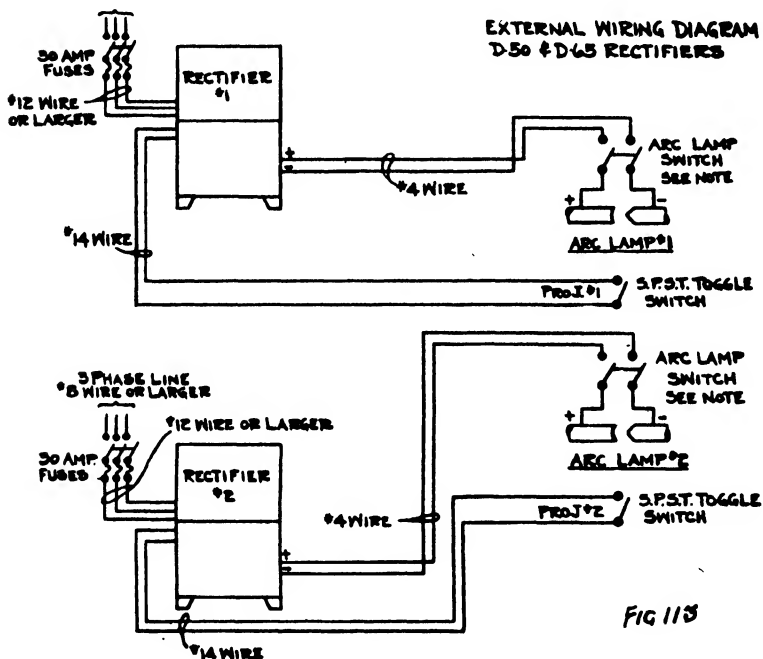 EXTERNAL WIRING DIAGRAM
D-50 & D-65 RECTIFIERS
30 AMP
FUSES
#12 WIRE
OR LARGER
RECTIFIER
#1
+
-
#4 WIRE
ARC LAMP
SWITCH
SEE NOTE
+
-
ARC LAMP #1
#14 WIRE
PROJ. #1
S.P.S.T. TOGGLE
SWITCH
3 PHASE LINE
#8 WIRE OR LARGER
#12 WIRE OR LARGER
30 AMP.
FUSES
RECTIFIER
#2
+
-
#4 WIRE
ARC LAMP
SWITCH
SEE NOTE
+
-
ARC LAMP #2
PROJ #2
S.P.S.T. TOGGLE
SWITCH
#14 WIRE